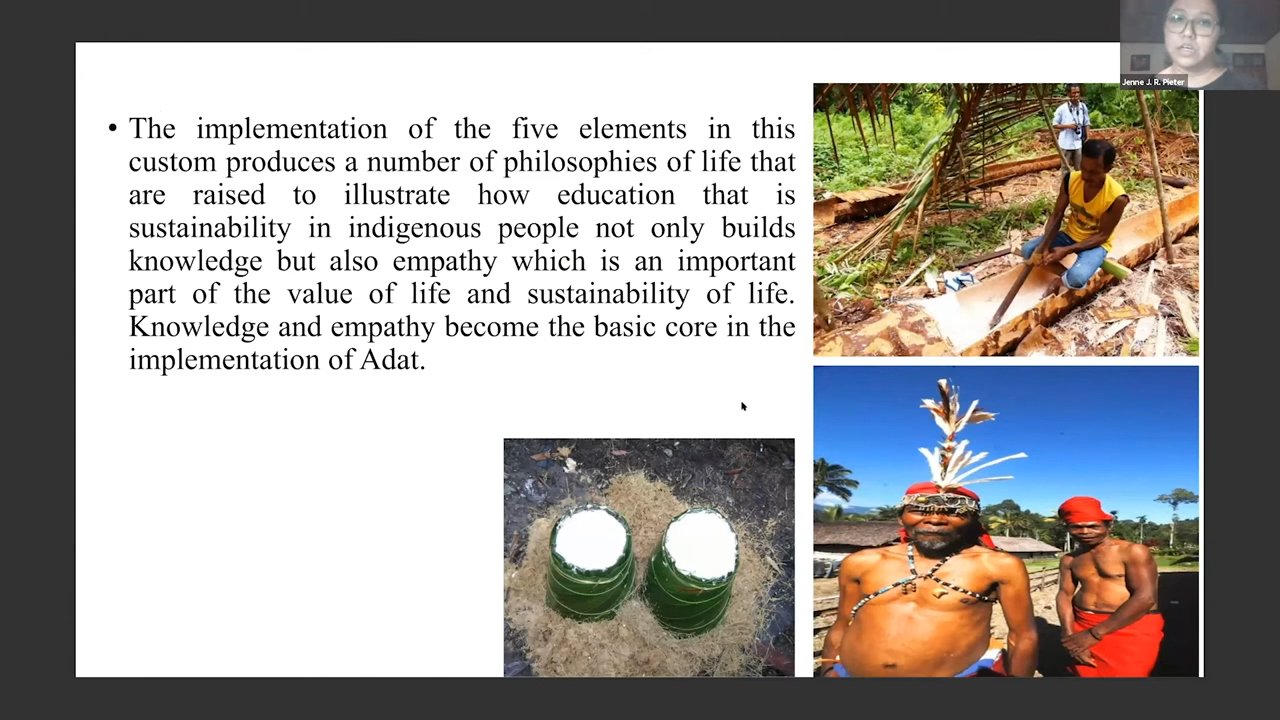 Jenne J. R. Pieter
• The implementation of the five elements in this
custom produces a number of philosophies of life that
are raised to illustrate how education that is
sustainability in indigenous people not only builds
knowledge but also empathy which is an important
part of the value of life and sustainability of life.
Knowledge and empathy become the basic core in the
implementation of Adat.